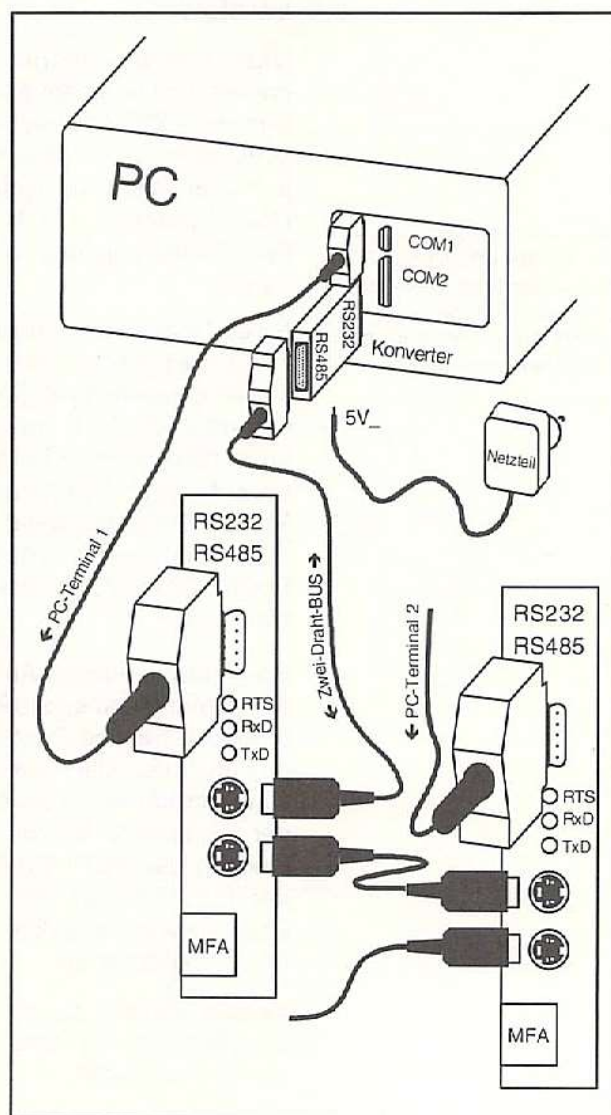 PC
COM1
COM2
RS232
RS485
Konverter
5V_
Netzteil
RS232
RS485
← PC-Terminal 1
← Zwei-Draht-BUS →
← PC-Terminal 2
RTS
RxD
TxD
MFA
RS232
RS485
RTS
RxD
TxD
MFA